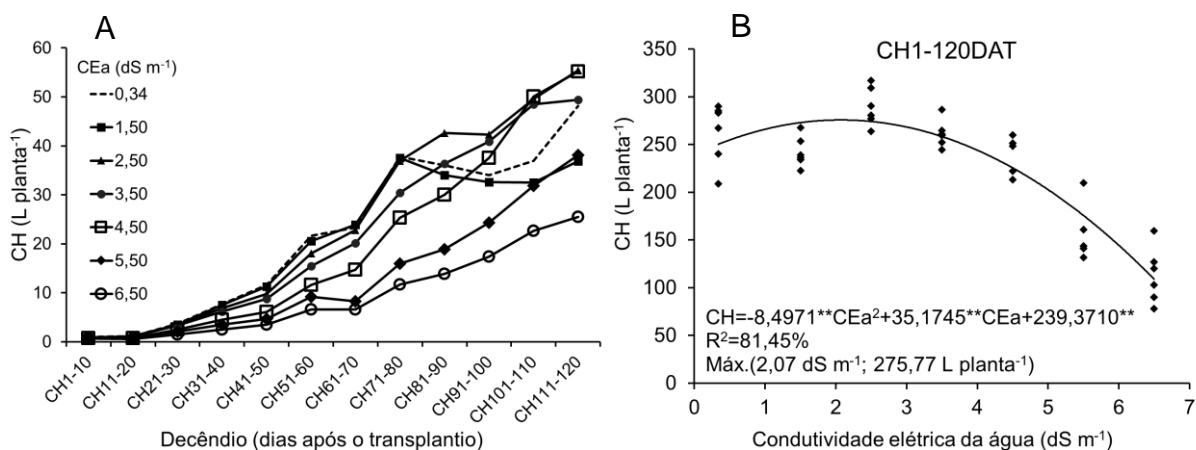 A
60
50
40
30
20
10
0
CH (L planta⁻¹)
CEa (dS m⁻¹)
0,34
1,50
2,50
3,50
4,50
5,50
6,50
CH1-10
CH11-20
CH21-30
CH31-40
CH41-50
CH51-60
CH61-70
CH71-80
CH81-90
CH91-100
CH101-110
CH11-120
Decêndio (dias após o transplantio)
B
CH1-120DAT
350
300
250
200
150
100
50
0
CH (L planta⁻¹)
CH=-8,4971**CEa²+35,1745**CEa+239,3710**
R²=81,45%
Máx.(2,07 dS m⁻¹; 275,77 L planta⁻¹)
0 1 2 3 4 5 6 7
Condutividade elétrica da água (dS m⁻¹)